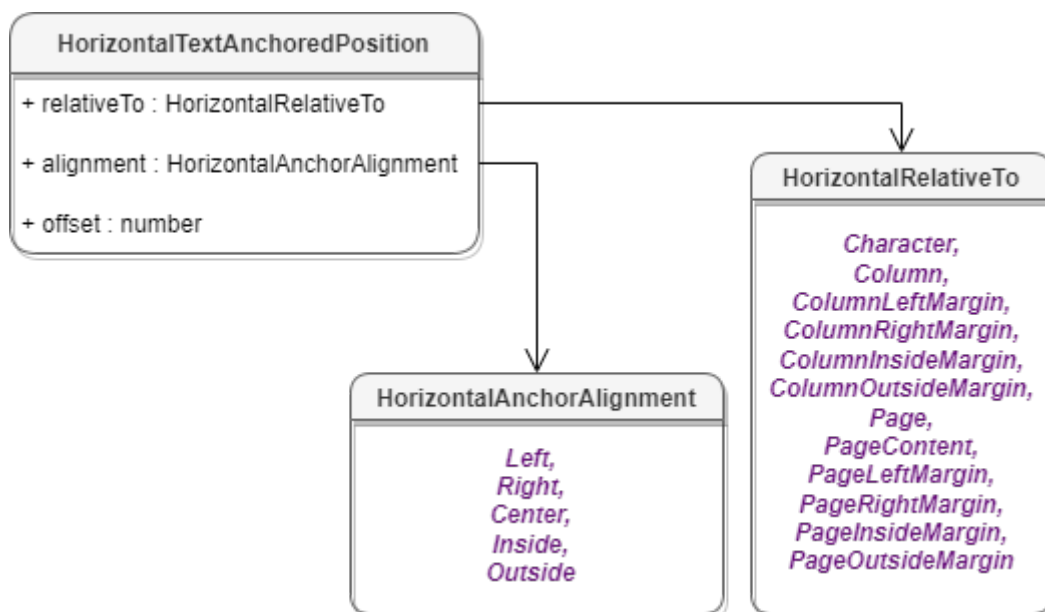 HorizontalTextAnchoredPosition
+ relativeTo : HorizontalRelativeTo
+ alignment : HorizontalAnchorAlignment
+ offset : number
HorizontalRelativeTo
Character,
Column,
ColumnLeftMargin,
ColumnRightMargin,
ColumnInsideMargin,
ColumnOutsideMargin,
Page,
PageContent,
PageLeftMargin,
PageRightMargin,
PageInsideMargin,
PageOutsideMargin
HorizontalAnchorAlignment
Left,
Right,
Center,
Inside,
Outside